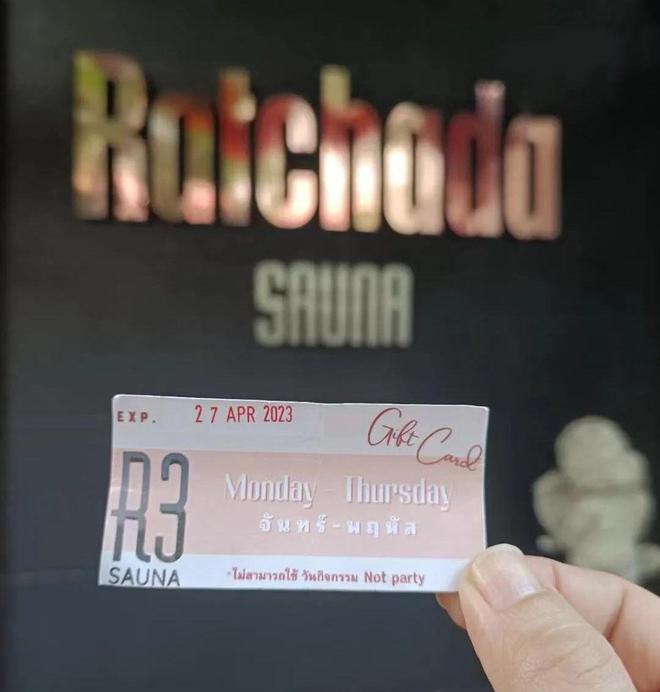 Ratchada
SAUNA
EXP. 27 APR 2023
Gift Card
R3
SAUNA
Monday - Thursday
จันทร์ - พฤหัส
*ไม่สามารถใช้ วันกิจกรรม Not party